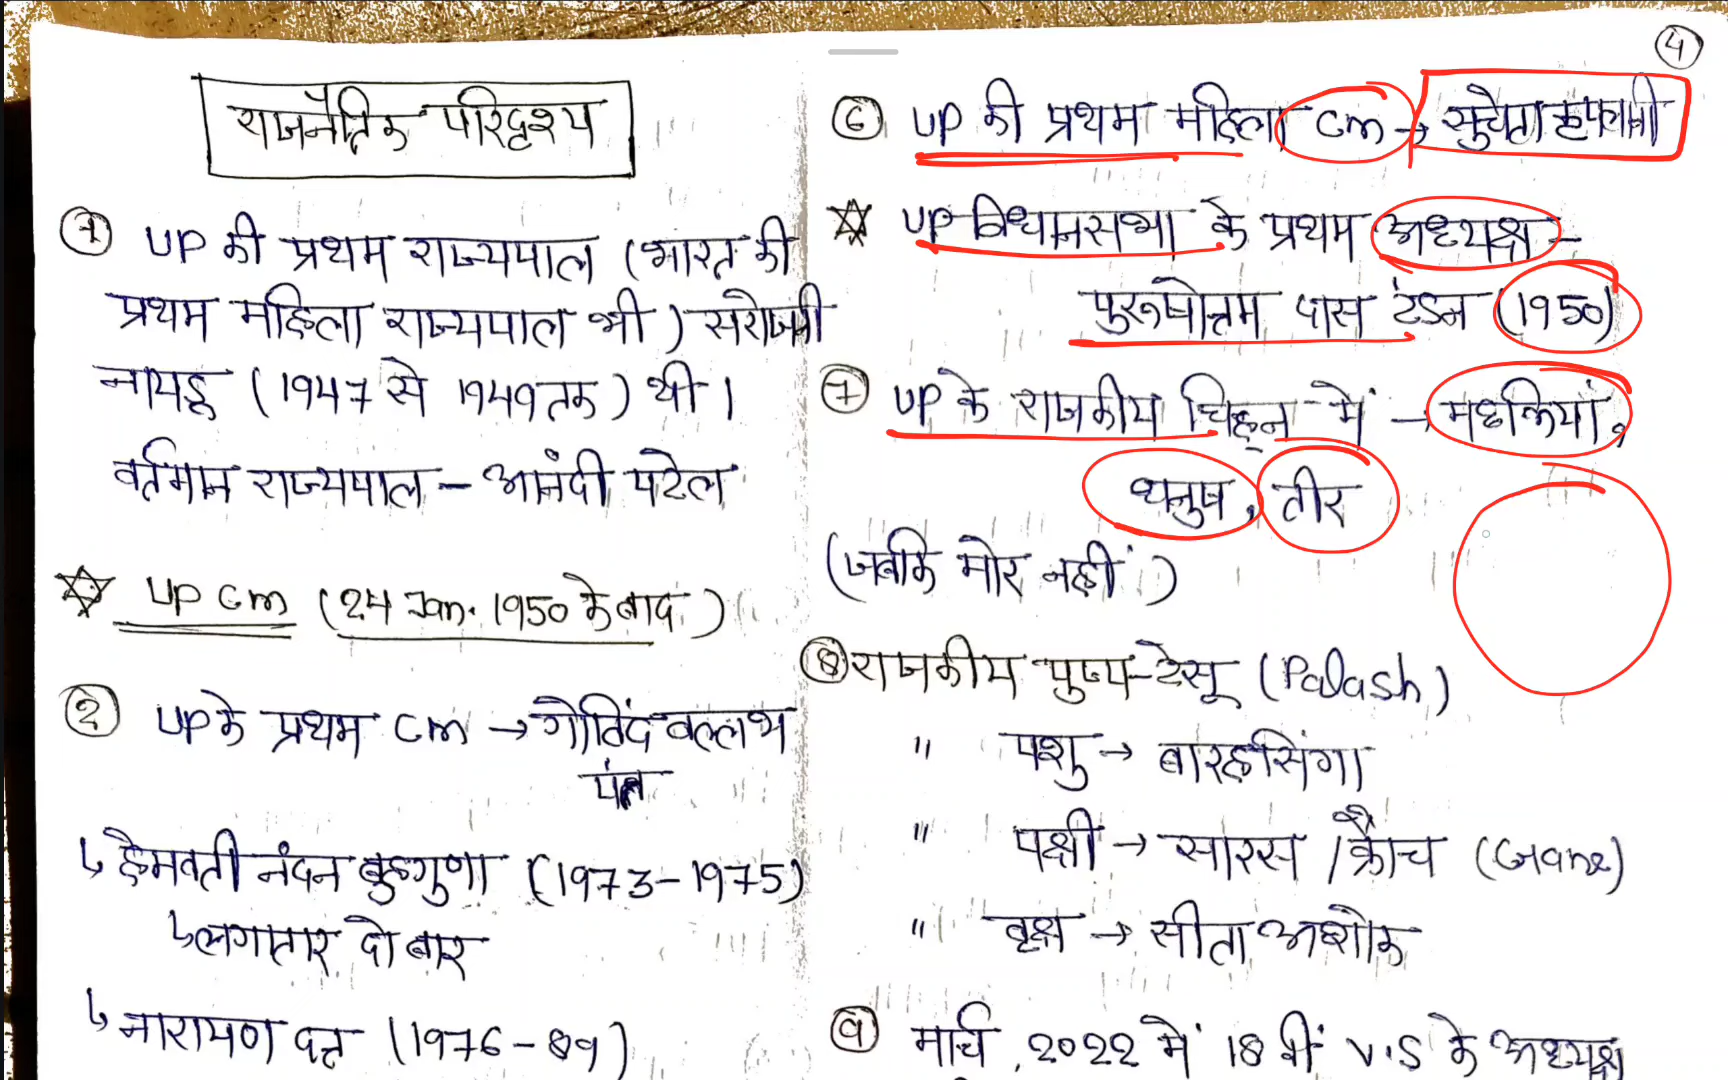 राजनैतिक परिदृश्य
① UP की प्रथम राज्यपाल (भारत की
प्रथम महिला राज्यपाल भी) सरोजनी
नायडू (1947 से 1949 तक) थी।
वर्तमान राज्यपाल – आनंदी पटेल
☆ UP Cm (24 Jan. 1950 के बाद)
② UP के प्रथम Cm → गोविंद वल्लभ
पंत
↳ हेमवती नंदन बहुगुणा (1973-1975)
↳ लगातार दो बार
↳ नारायण दत्त (1976-89)
④
⑥ UP की प्रथम महिला Cm → सुचेता कृपलानी
☆ UP विधानसभा के प्रथम अध्यक्ष –
पुरूषोत्तम दास टंडन (1950)
⑦ UP के राजकीय चिह्न में → मछलियां,
धनुष, तीर
(जबकि मोर नहीं)
⑧ राजकीय पुष्प – टेसू (Palash)
" पशु → बारहसिंगा
" पक्षी → सारस / क्रौंच (Crane)
" वृक्ष → सीता अशोक
⑨ मार्च, 2022 में 18 वीं V.S के अध्यक्ष